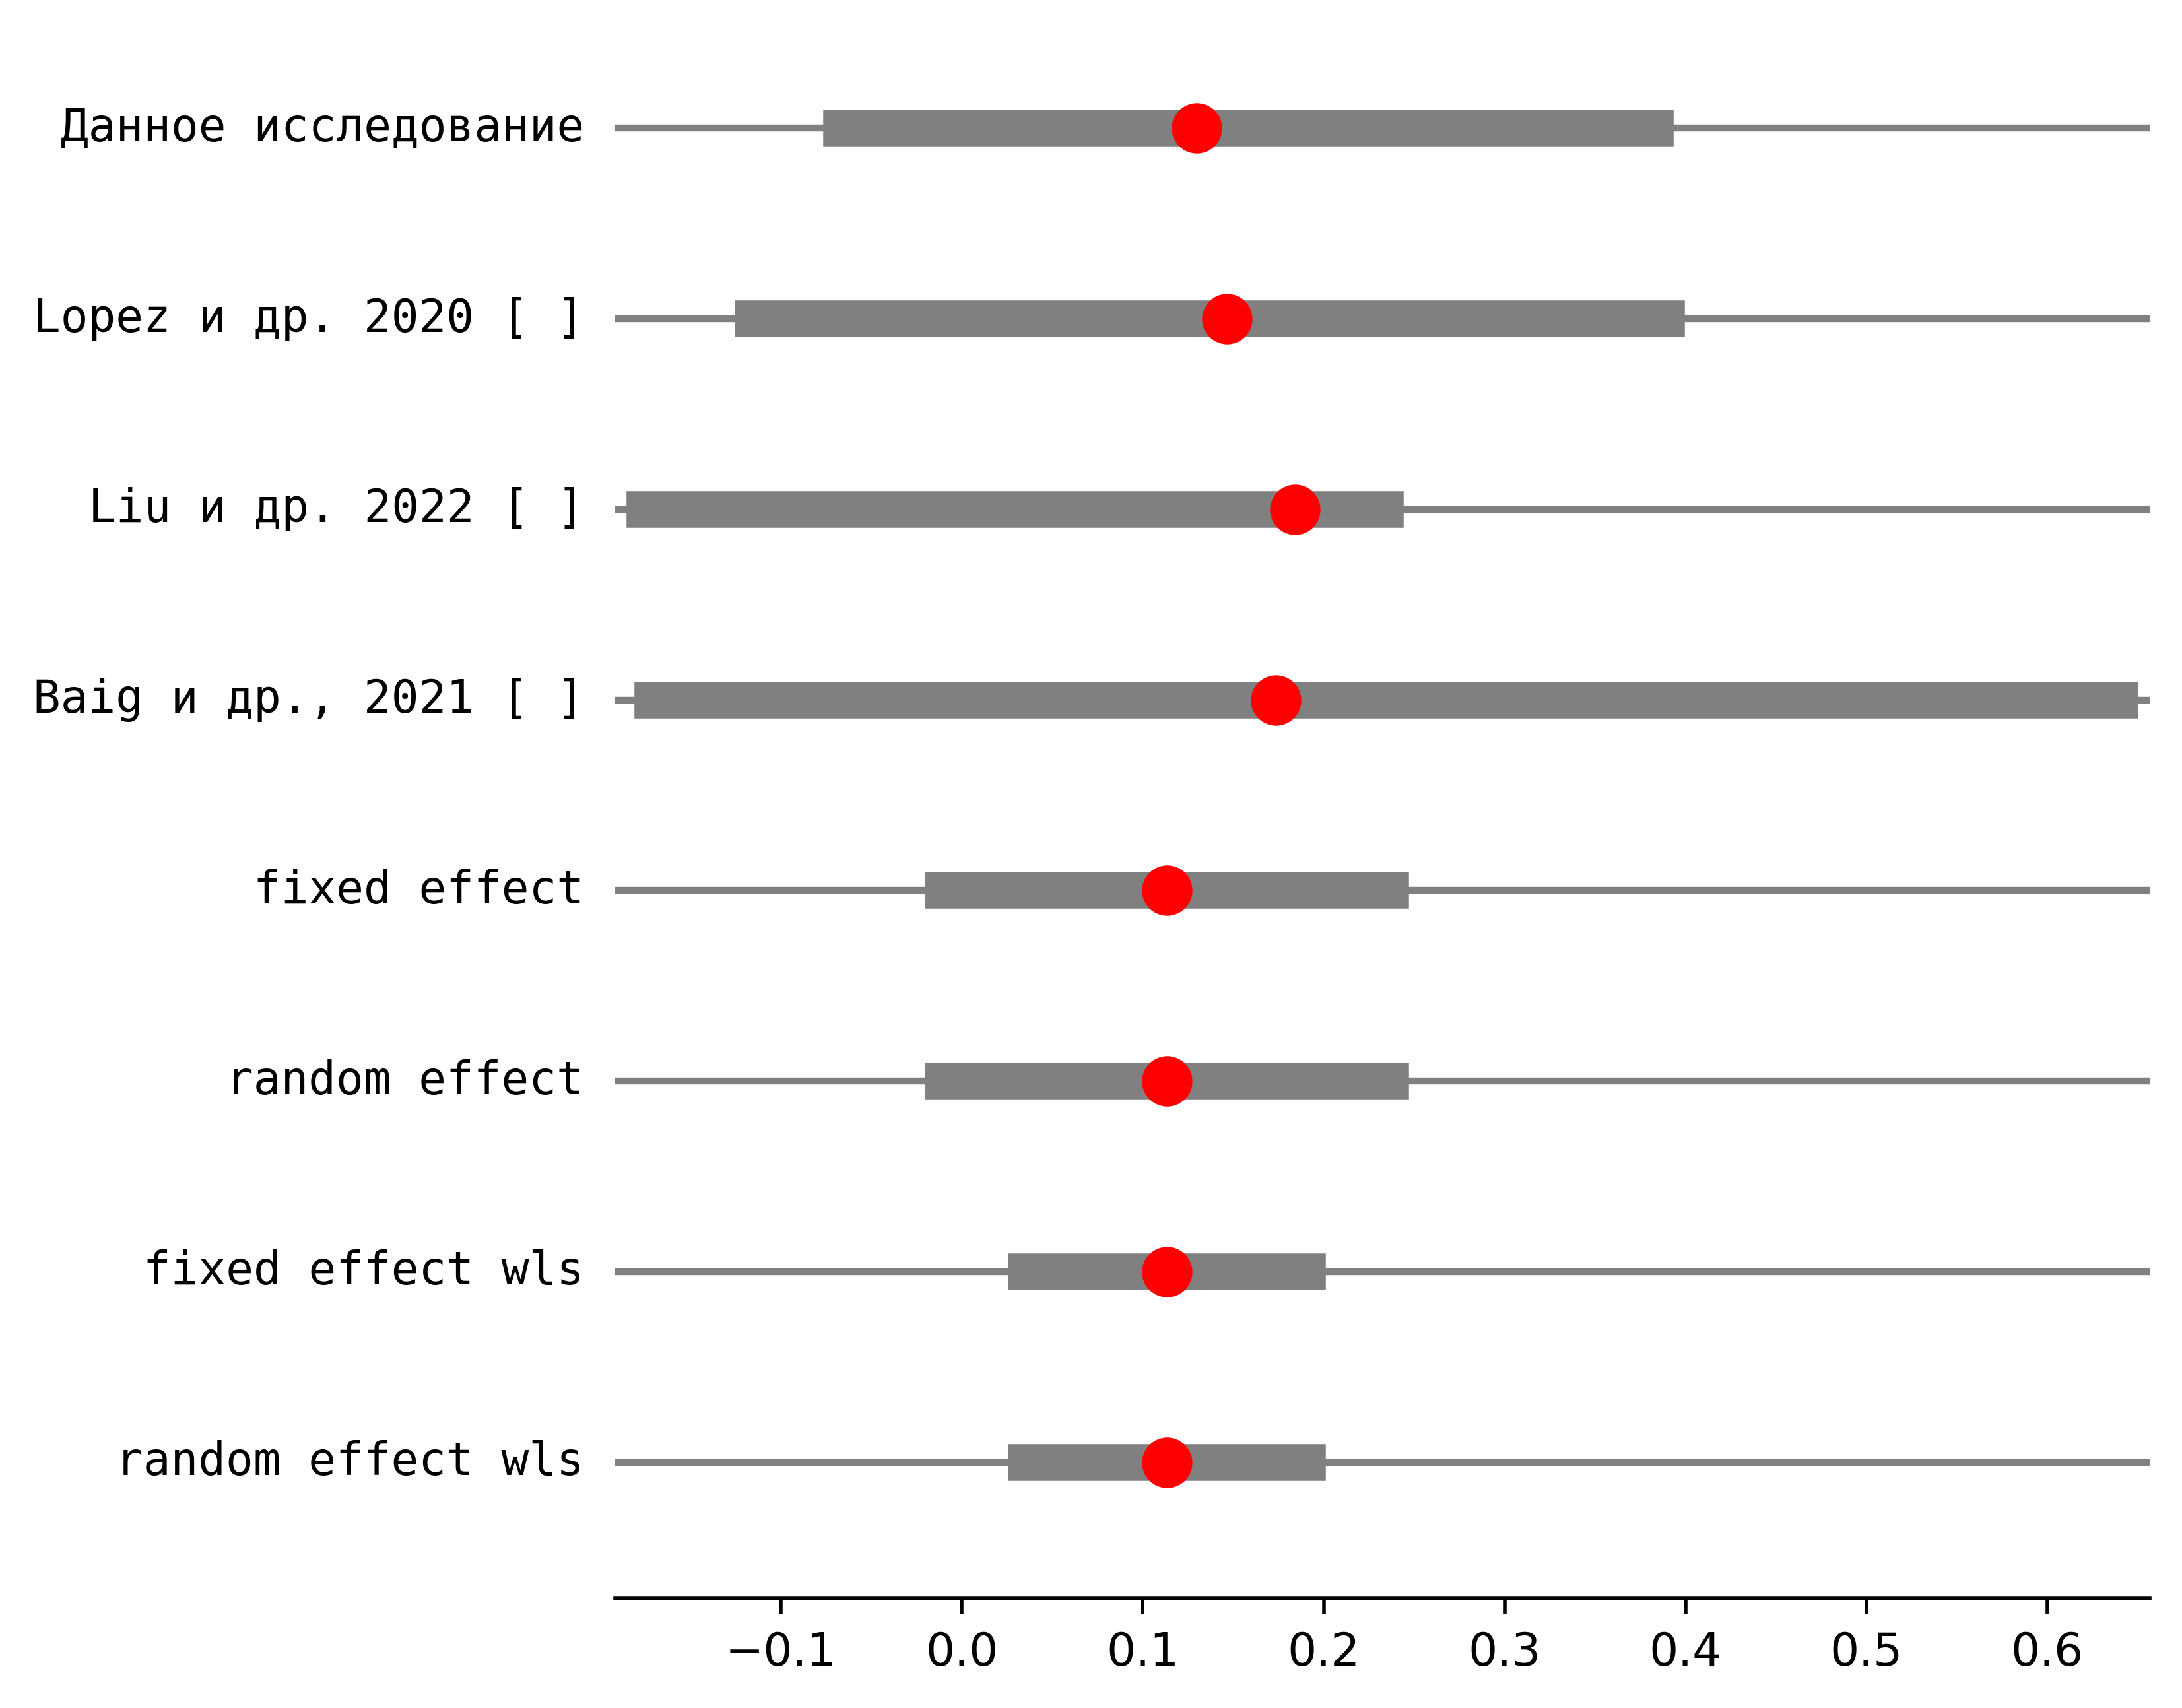 Данное исследование
Lopez и др. 2020 [ ]
Liu и др. 2022 [ ]
Baig и др., 2021 [ ]
fixed effect
random effect
fixed effect wls
random effect wls
−0.1 0.0 0.1 0.2 0.3 0.4 0.5 0.6